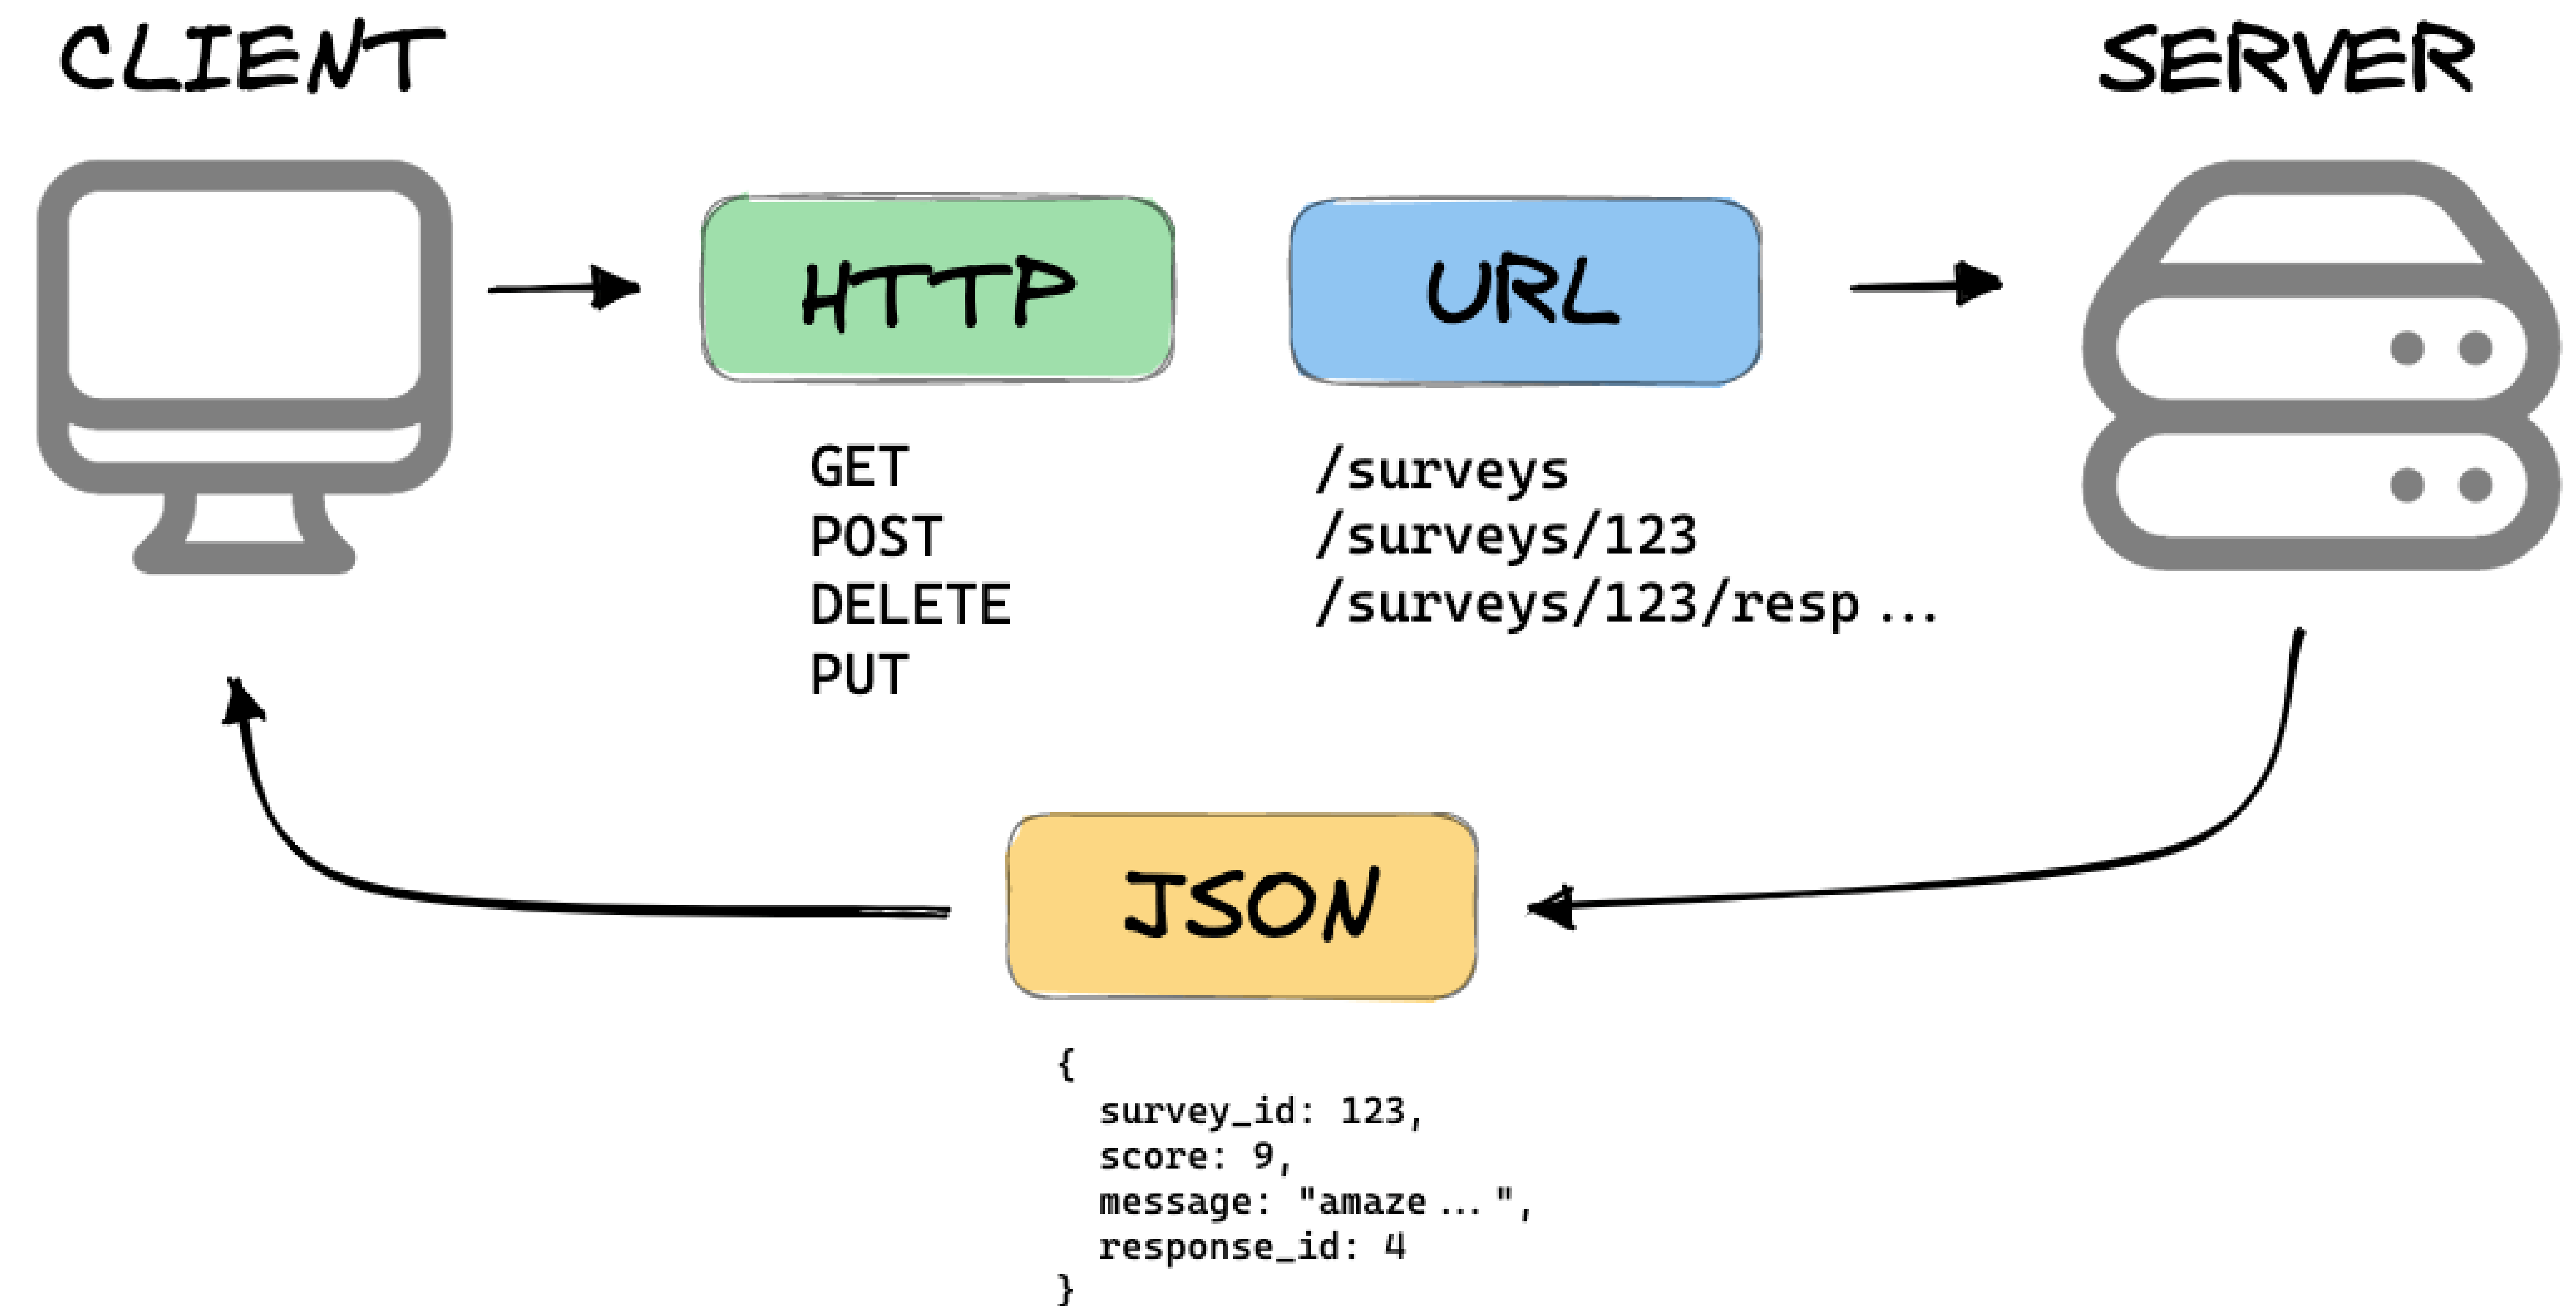 CLIENT
SERVER
HTTP
URL
GET
POST
DELETE
PUT
/surveys
/surveys/123
/surveys/123/resp ...
JSON
{
  survey_id: 123,
  score: 9,
  message: "amaze ... ",
  response_id: 4
}